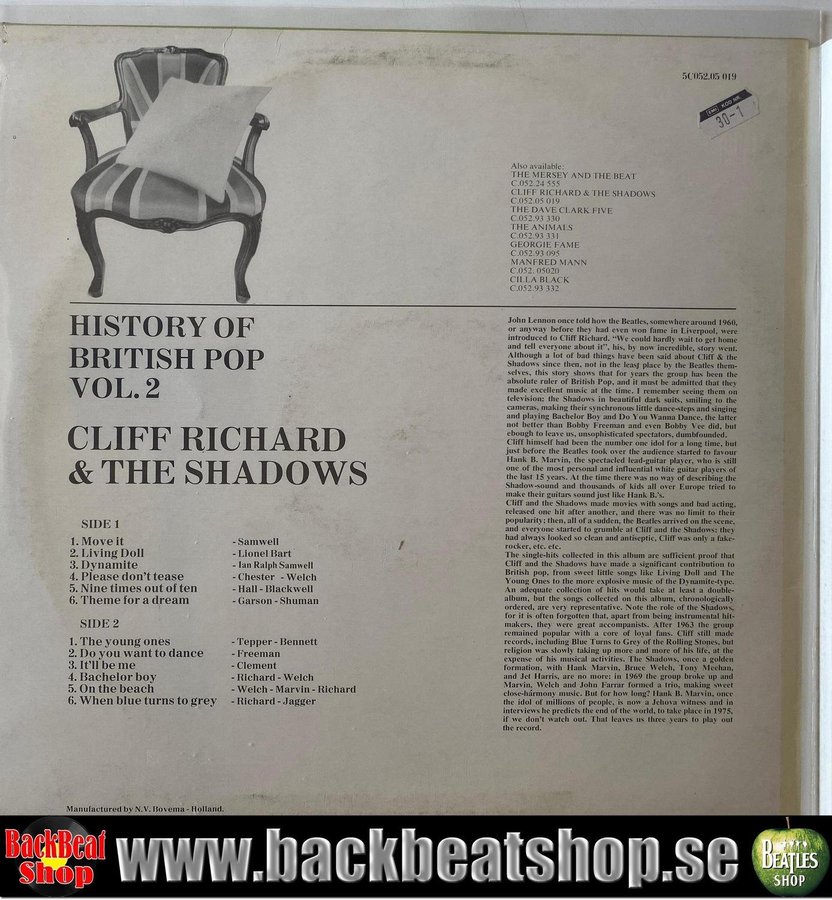 5C052.05 019
30-1
Also available:
THE MERSEY AND THE BEAT
C.052.24 555
CLIFF RICHARD & THE SHADOWS
C.052.05 019
THE DAVE CLARK FIVE
C.052.93 330
THE ANIMALS
C.052.93 331
GEORGIE FAME
C.052.93 095
MANFRED MANN
C.052. 05020
CILLA BLACK
C.052.93 332
HISTORY OF
BRITISH POP
VOL. 2
CLIFF RICHARD
& THE SHADOWS
SIDE 1
1. Move it - Samwell
2. Living Doll - Lionel Bart
3. Dynamite - Ian Ralph Samwell
4. Please don't tease - Chester - Welch
5. Nine times out of ten - Hall - Blackwell
6. Theme for a dream - Garson - Shuman
SIDE 2
1. The young ones - Tepper - Bennett
2. Do you want to dance - Freeman
3. It'll be me - Clement
4. Bachelor boy - Richard - Welch
5. On the beach - Welch - Marvin - Richard
6. When blue turns to grey - Richard - Jagger
John Lennon once told how the Beatles, somewhere around 1960,
or anyway before they had even won fame in Liverpool, were
introduced to Cliff Richard. "We could hardly wait to get home
and tell everyone about it", his, by now incredible, story went.
Although a lot of bad things have been said about Cliff & the
Shadows since then, not in the least place by the Beatles them-
selves, this story shows that for years the group has been the
absolute ruler of British Pop, and it must be admitted that they
made excellent music at the time. I remember seeing them on
television: the Shadows in beautiful dark suits, smiling to the
cameras, making their synchronous little dance-steps and singing
and playing Bachelor Boy and Do You Wanna Dance, the latter
not better than Bobby Freeman and even Bobby Vee did, but
enough to leave us, unsophisticated spectators, dumbfounded.
Cliff himself had been the number one idol for a long time, but
just before the Beatles took over the audience started to favour
Hank B. Marvin, the spectacled lead-guitar player, who is still
one of the most personal and influential white guitar players of
the last 15 years. At the time there was no way of describing the
Shadow-sound and thousands of kids all over Europe tried to
make their guitars sound just like Hank B.'s.
Cliff and the Shadows made movies with songs and bad acting,
released one hit after another, and there was no limit to their
popularity; then, all of a sudden, the Beatles arrived on the scene,
and everyone started to grumble at Cliff and the Shadows: they
had always looked so clean and antiseptic, Cliff was only a fake-
rocker, etc. etc.
The single-hits collected in this album are sufficient proof that
Cliff and the Shadows have made a significant contribution to
British pop, from sweet little songs like Living Doll and The
Young Ones to the more explosive music of the Dynamite-type.
An adequate collection of hits would take at least a double-
album, but the songs collected on this album, chronologically
ordered, are very representative. Note the role of the Shadows,
for it is often forgotten that, apart from being instrumental hit-
makers, they were great accompanists. After 1963 the group
remained popular with a core of loyal fans. Cliff still made
records, including Blue Turns to Grey of the Rolling Stones, but
religion was slowly taking up more and more of his life, at the
expense of his musical activities. The Shadows, once a golden
formation, with Hank Marvin, Bruce Welch, Tony Meehan,
and Jet Harris, are no more: in 1969 the group broke up and
Marvin, Welch and John Farrar formed a trio, making sweet
close-harmony music. But for how long? Hank B. Marvin, once
the idol of millions of people, is now a Jehova witness and in
interviews he predicts the end of the world, to take place in 1975,
if we don't watch out. That leaves us three years to play out
the record.
Manufactured by N.V. Bovema - Holland.
BackBeat
Shop
www.backbeatshop.se
BEATLES
SHOP